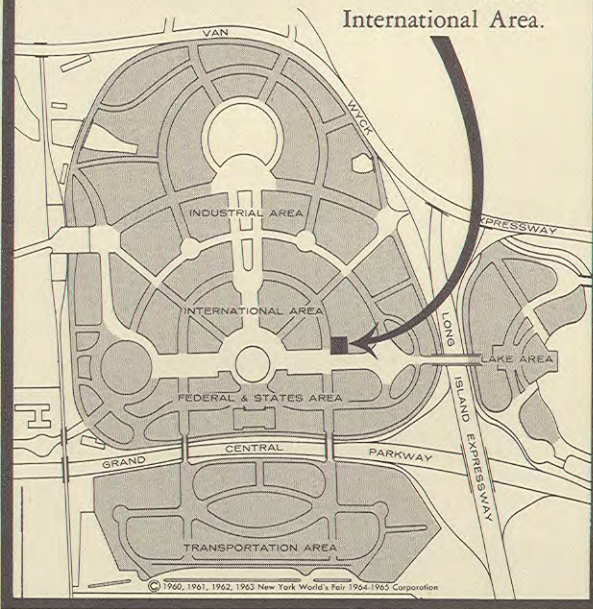 International Area.
VAN
WYCK
EXPRESSWAY
INDUSTRIAL AREA
INTERNATIONAL AREA
LONG
ISLAND EXPRESSWAY
LAKE AREA
FEDERAL & STATES AREA
GRAND CENTRAL PARKWAY
TRANSPORTATION AREA
© 1960, 1961, 1962, 1963 New York World's Fair 1964-1965 Corporation